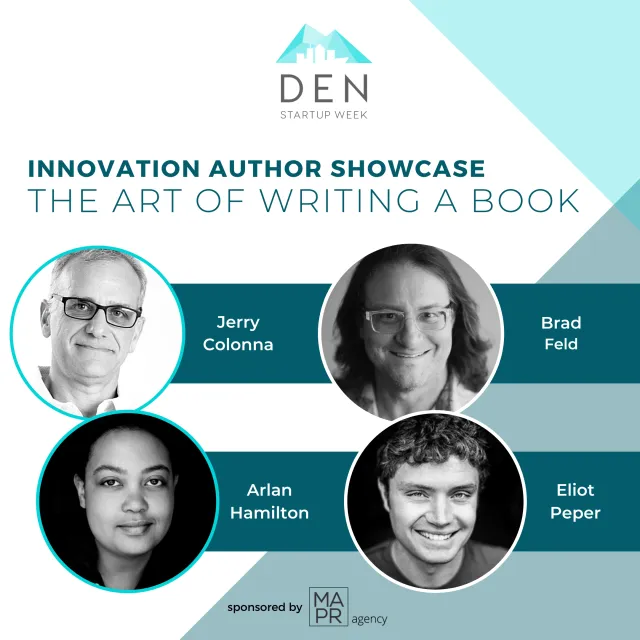 DEN
STARTUP WEEK
INNOVATION AUTHOR SHOWCASE
THE ART OF WRITING A BOOK
Jerry
Colonna
Brad
Feld
Arlan
Hamilton
Eliot
Peper
sponsored by
MA
PR agency